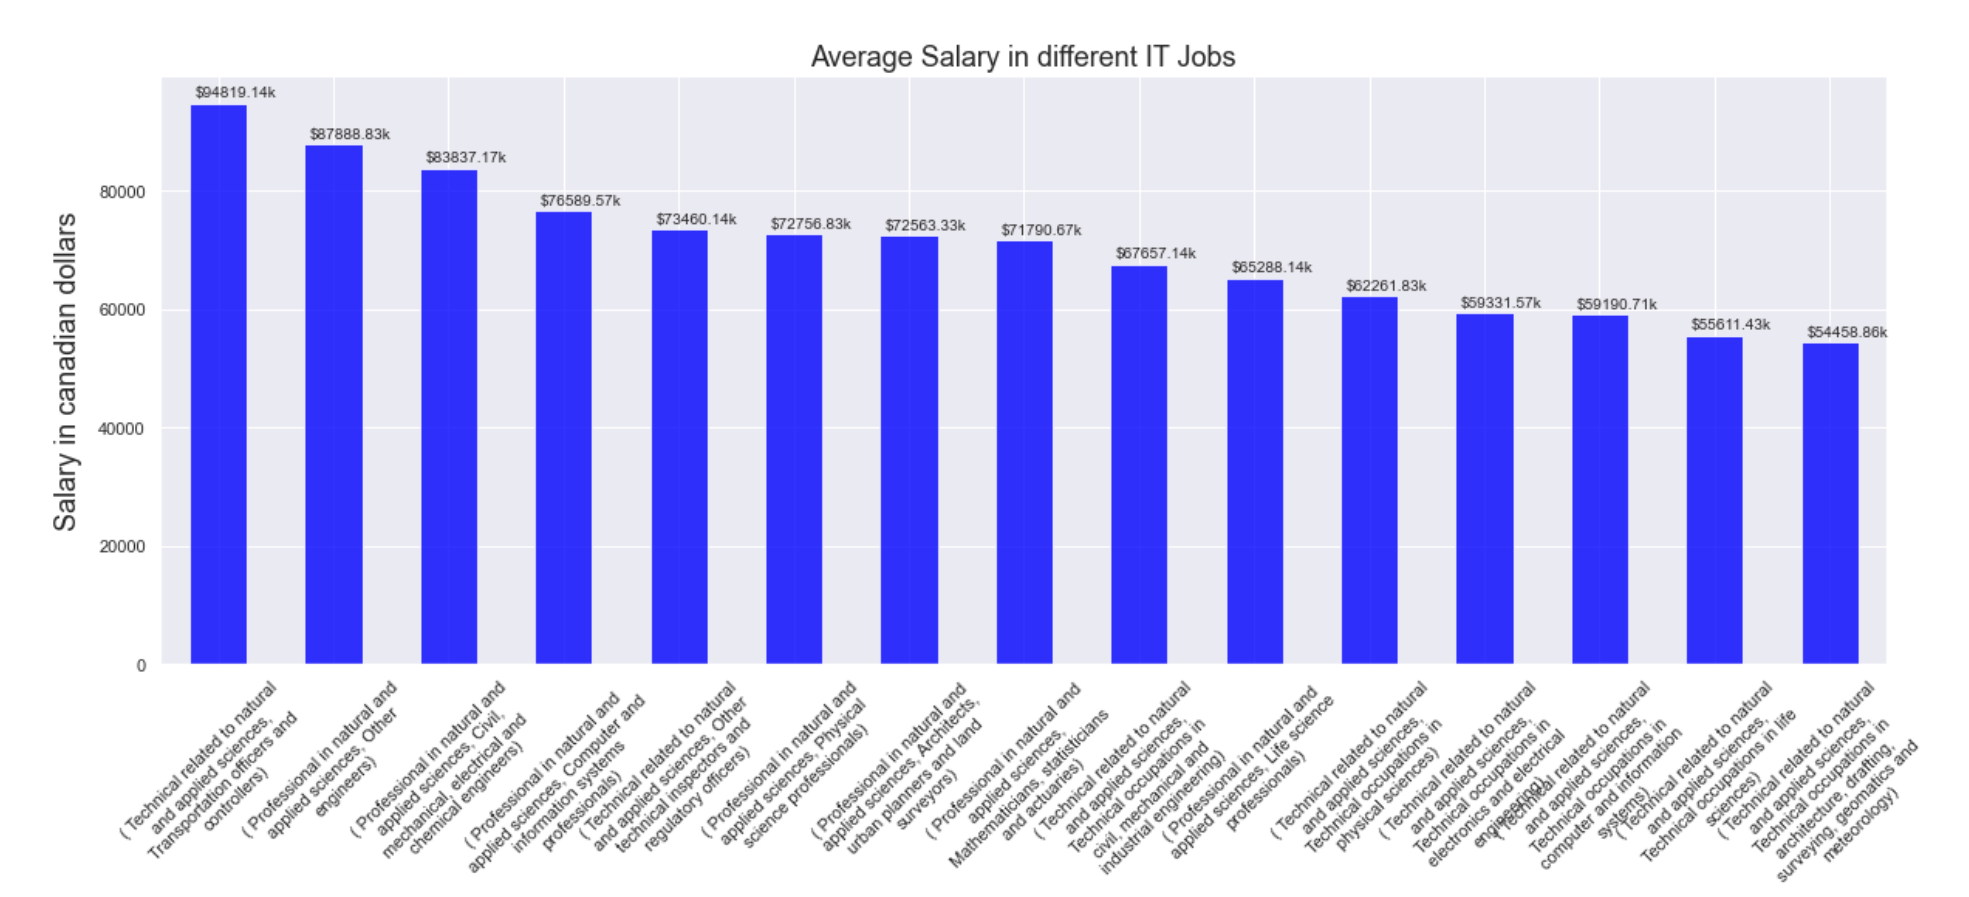 Average Salary in different IT Jobs
Salary in canadian dollars
80000
60000
40000
20000
0
$94819.14k
$87888.83k
$83837.17k
$76589.57k
$73460.14k
$72756.83k
$72563.33k
$71790.67k
$67657.14k
$65288.14k
$62261.83k
$59331.57k
$59190.71k
$55611.43k
$54458.86k
( Technical related to natural
and applied sciences,
Transportation officers and
controllers)
( Professional in natural and
applied sciences, Other
engineers)
( Professional in natural and
applied sciences, Civil,
mechanical, electrical and
chemical engineers)
( Professional in natural and
applied sciences, Computer and
information systems
professionals)
( Technical related to natural
and applied sciences, Other
technical inspectors and
regulatory officers)
( Professional in natural and
applied sciences, Physical
science professionals)
( Professional in natural and
applied sciences, Architects,
urban planners and land
surveyors)
( Professional in natural and
applied sciences,
Mathematicians, statisticians
and actuaries)
( Technical related to natural
and applied sciences,
Technical occupations in
civil, mechanical and
industrial engineering)
( Professional in natural and
applied sciences, Life science
professionals)
( Technical related to natural
and applied sciences,
Technical occupations in
physical sciences)
( Technical related to natural
and applied sciences,
Technical occupations in
electronics and electrical
engineering)
( Technical related to natural
and applied sciences,
Technical occupations in
computer and information
systems)
( Technical related to natural
and applied sciences,
Technical occupations in life
sciences)
( Technical related to natural
and applied sciences,
Technical occupations in
architecture, drafting,
surveying, geomatics and
meteorology)